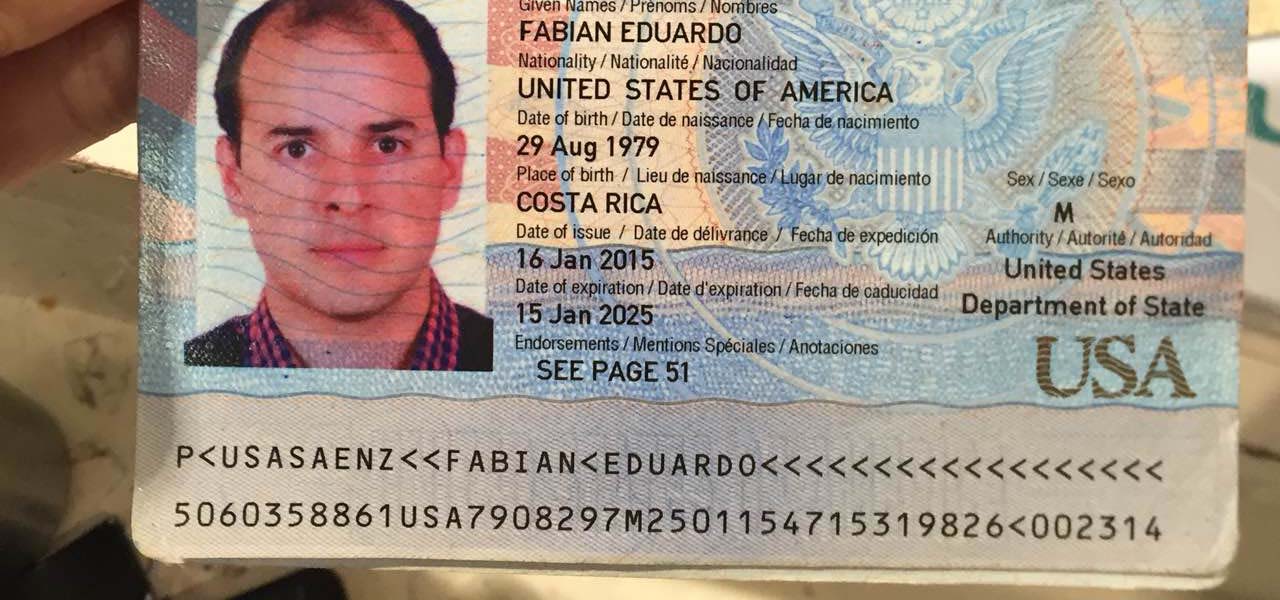 Given Names / Prénoms / Nombres
FABIAN EDUARDO
Nationality / Nationalité / Nacionalidad
UNITED STATES OF AMERICA
Date of birth / Date de naissance / Fecha de nacimiento
29 Aug 1979
Place of birth / Lieu de naissance / Lugar de nacimiento
COSTA RICA
Sex / Sexe / Sexo
M
Date of issue / Date de délivrance / Fecha de expedición
16 Jan 2015
Authority / Autorité / Autoridad
United States
Department of State
Date of expiration / Date d'expiration / Fecha de caducidad
15 Jan 2025
Endorsements / Mentions Spéciales / Anotaciones
SEE PAGE 51
USA
P<USASAENZ<<FABIAN<EDUARDO<<<<<<<<<<<<<<<<<<
5060358861USA7908297M2501154715319826<002314